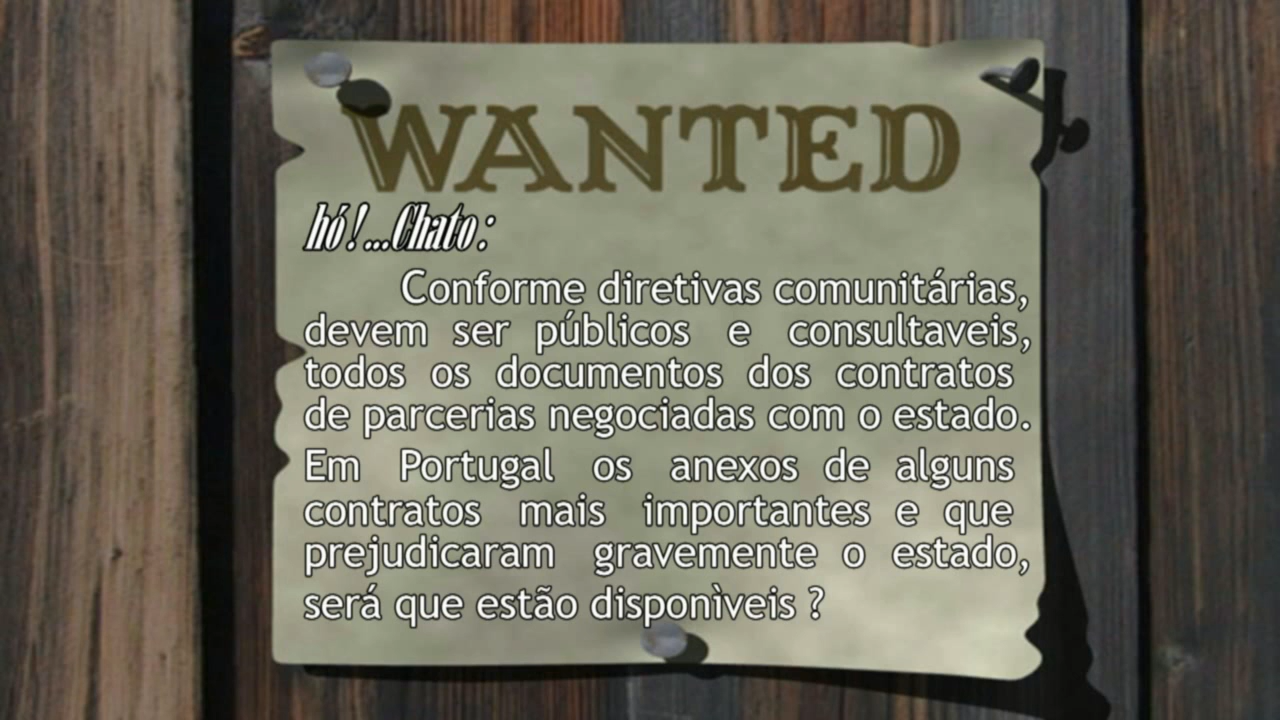 WANTED
hó!...Chato:
Conforme diretivas comunitárias,
devem ser públicos e consultaveis,
todos os documentos dos contratos
de parcerias negociadas com o estado.
Em Portugal os anexos de alguns
contratos mais importantes e que
prejudicaram gravemente o estado,
será que estão disponìveis ?